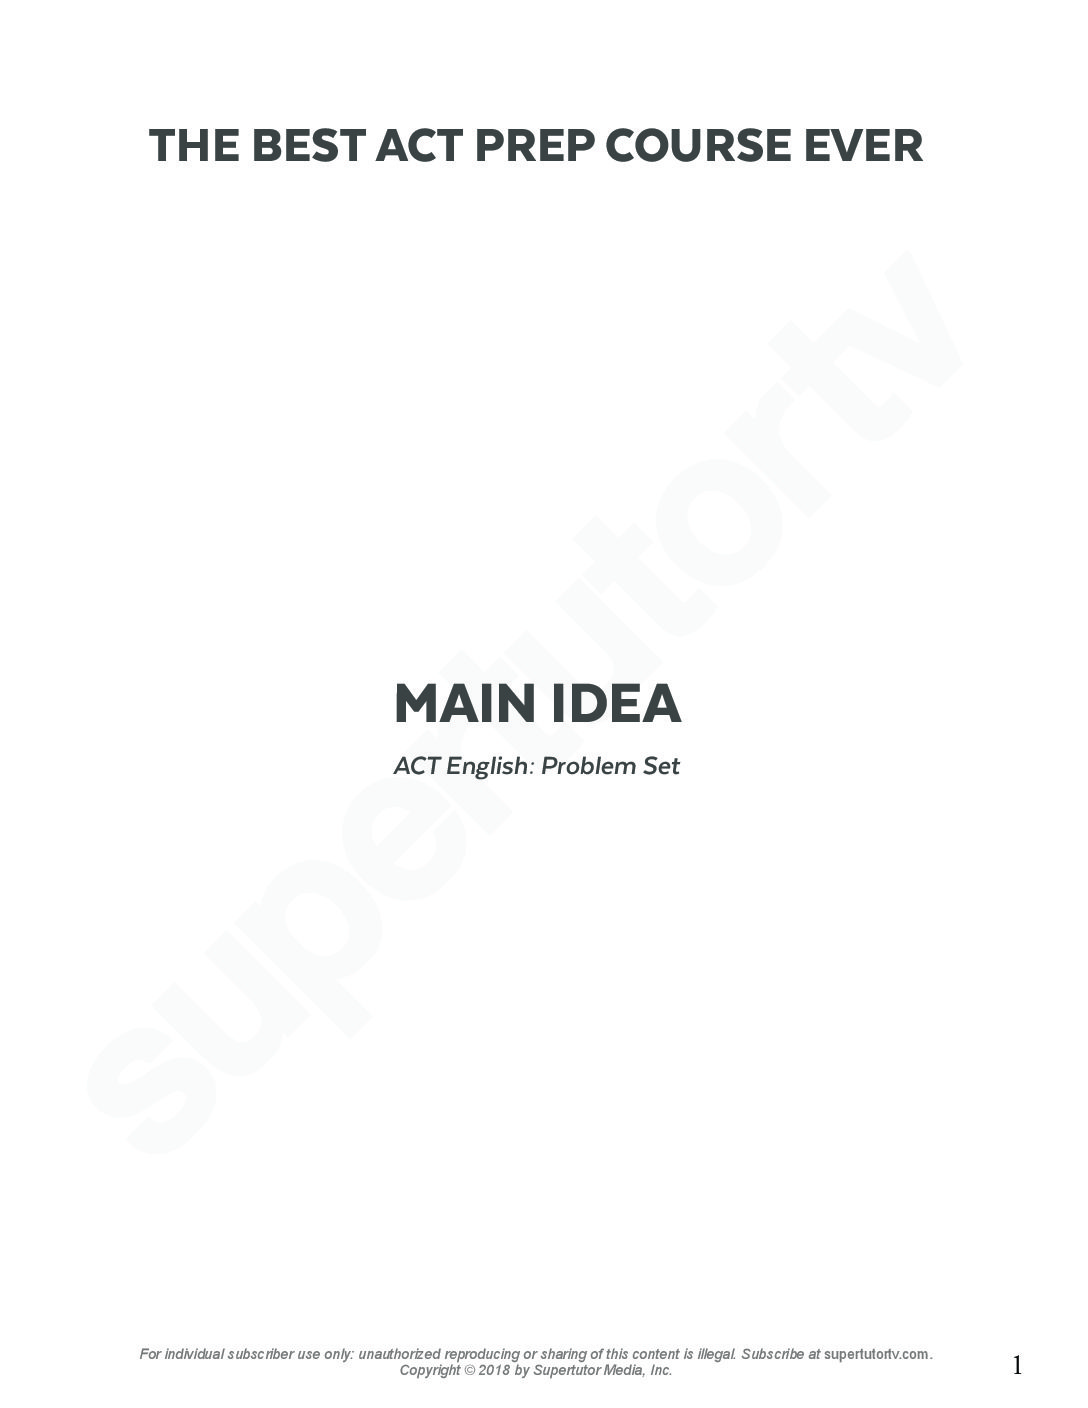 THE BEST ACT PREP COURSE EVER
supertutortv
MAIN IDEA
ACT English: Problem Set
For individual subscriber use only: unauthorized reproducing or sharing of this content is illegal. Subscribe at supertutortv.com.
Copyright © 2018 by Supertutor Media, Inc.
1